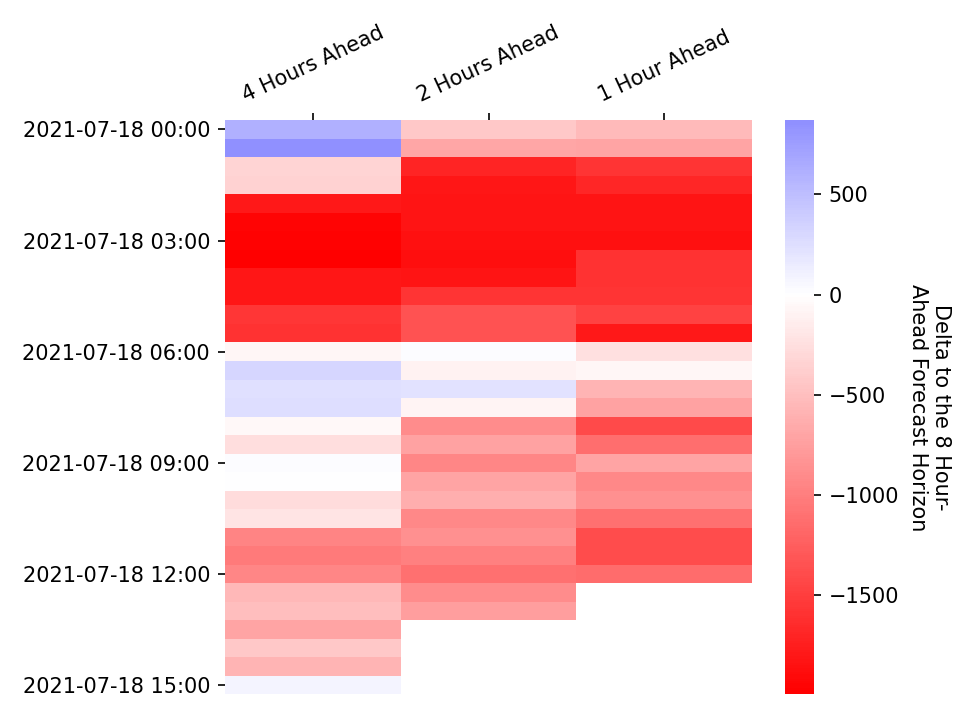 4 Hours Ahead
2 Hours Ahead
1 Hour Ahead
2021-07-18 00:00
2021-07-18 03:00
2021-07-18 06:00
2021-07-18 09:00
2021-07-18 12:00
2021-07-18 15:00
500
0
−500
−1000
−1500
Delta to the 8 Hour-
Ahead Forecast Horizon